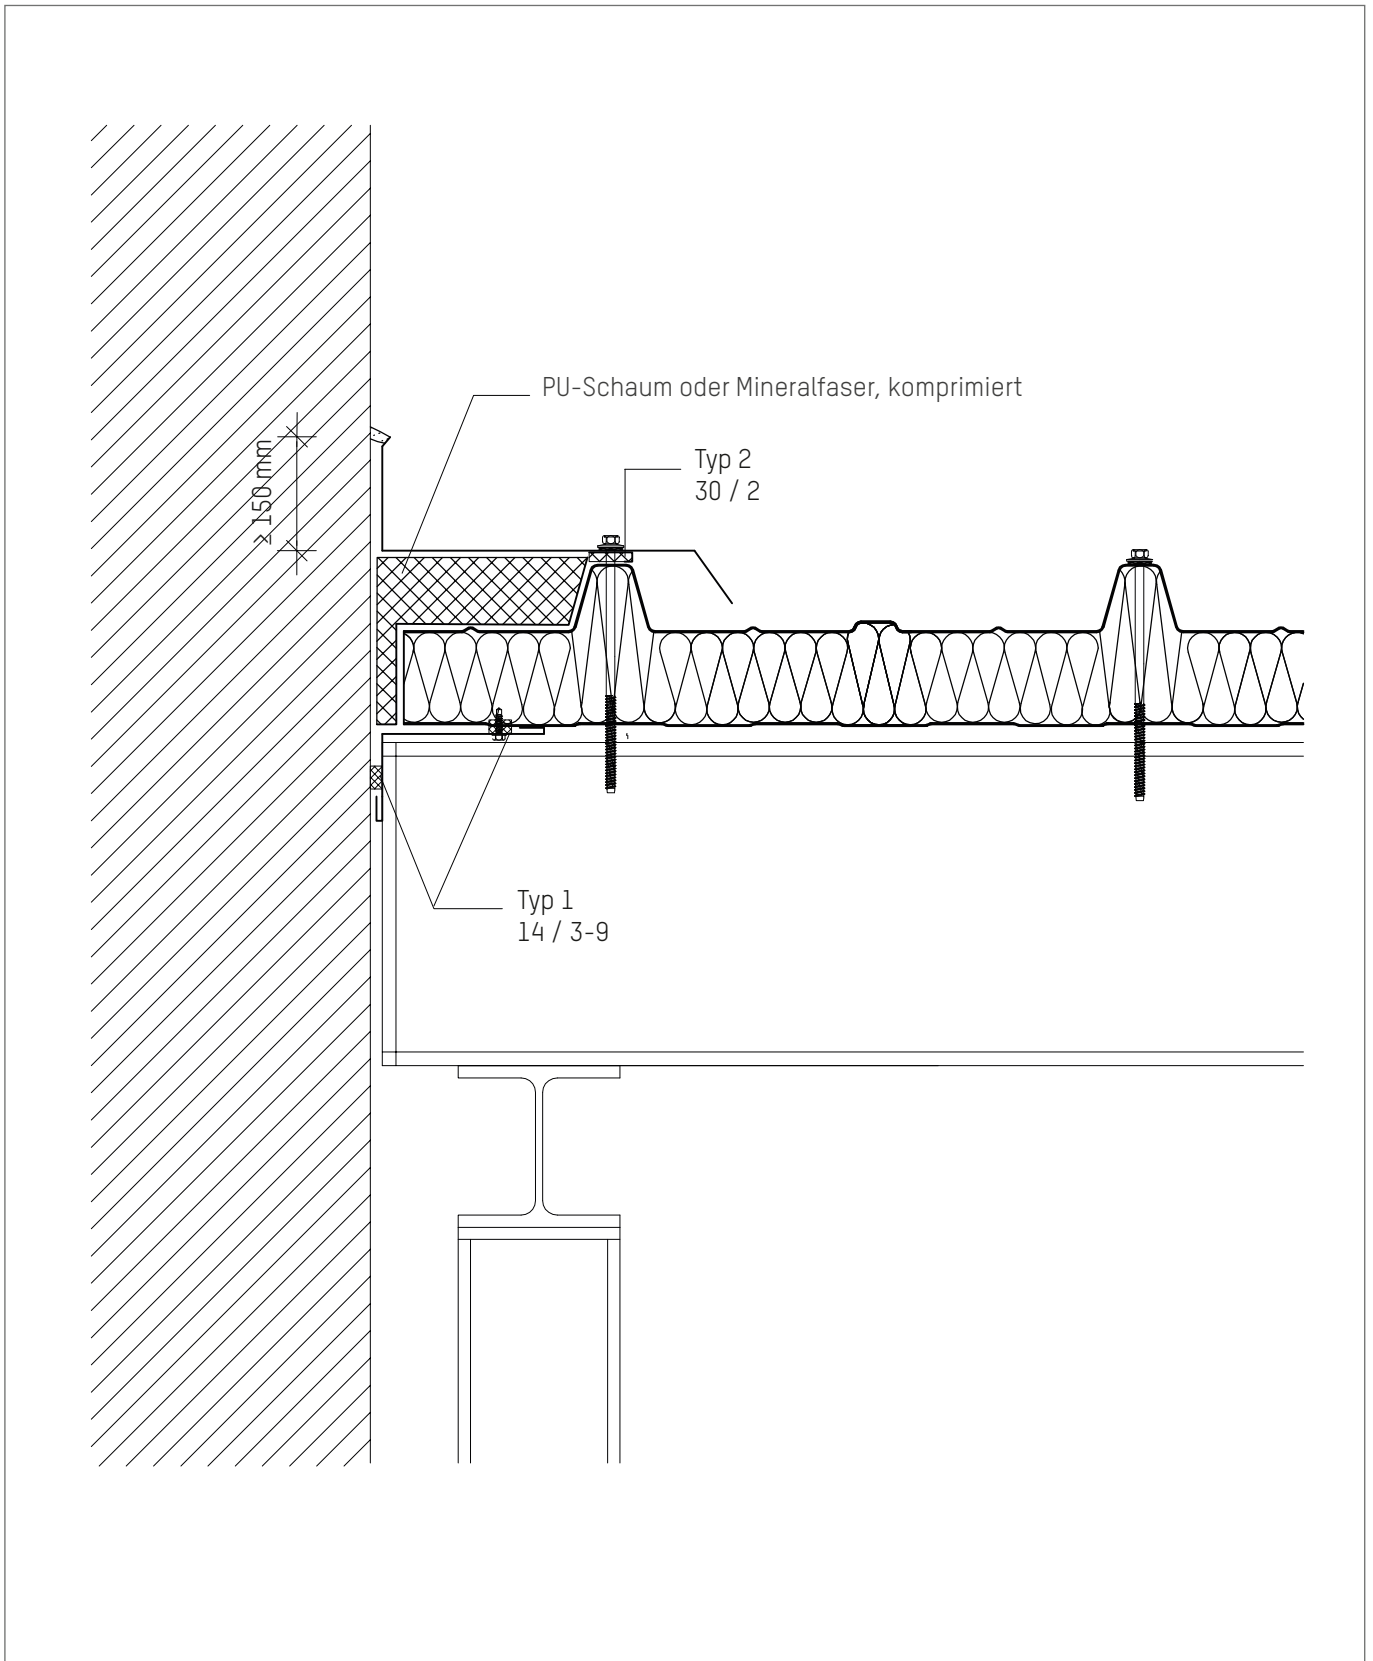 PU-Schaum oder Mineralfaser, komprimiert
Typ 2
30 / 2
≥ 150 mm
Typ 1
14 / 3-9